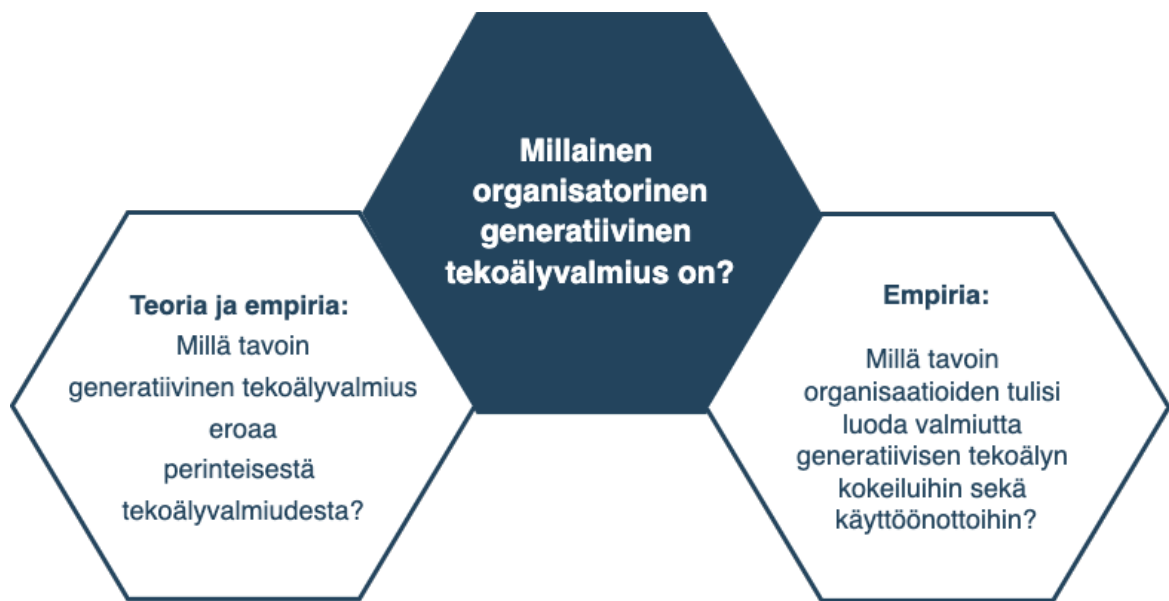 Millainen
organisatorinen
generatiivinen
tekoälyvalmius on?
Teoria ja empiria:
Millä tavoin
generatiivinen tekoälyvalmius
eroaa
perinteisestä
tekoälyvalmiudesta?
Empiria:
Millä tavoin
organisaatioiden tulisi
luoda valmiutta
generatiivisen tekoälyn
kokeiluihin sekä
käyttöönottoihin?